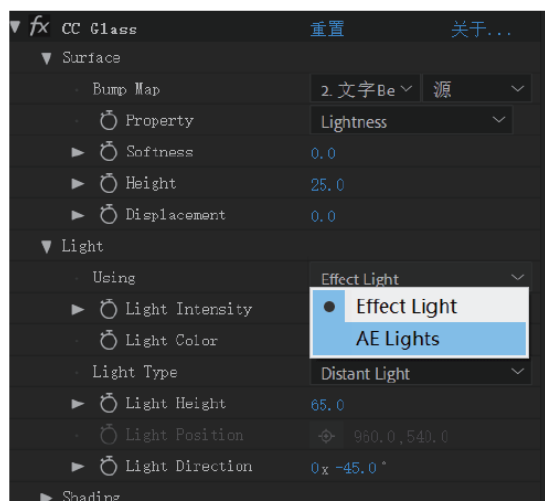 fx CC Glass 重置 关于...
Surface
Bump Map 2. 文字Be 源
Property Lightness
Softness 0.0
Height 25.0
Displacement 0.0
Light
Using Effect Light
Light Intensity Effect Light
Light Color AE Lights
Light Type Distant Light
Light Height 65.0
Light Position 960.0,540.0
Light Direction 0x-45.0°
Shading